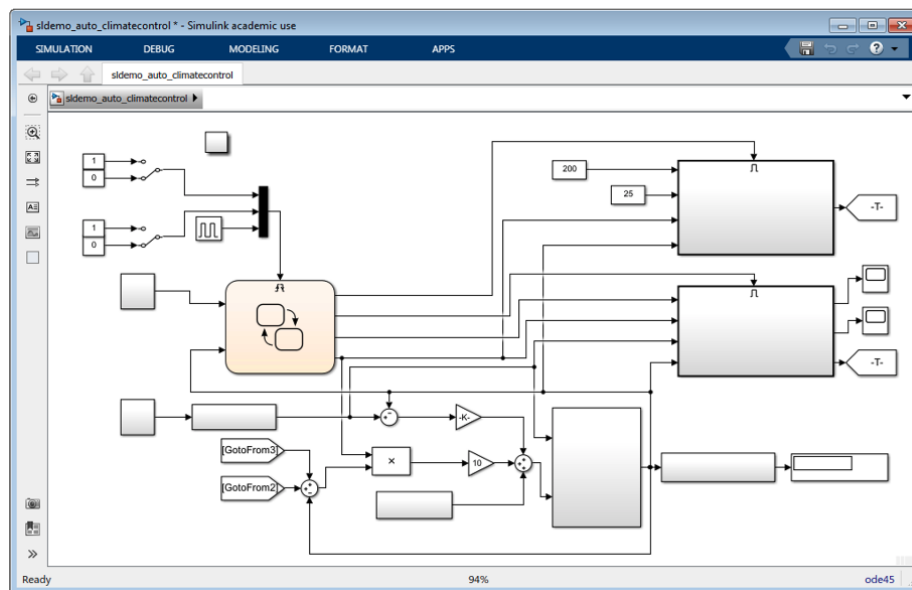 sldemo_auto_climatecontrol * - Simulink academic use
SIMULATION DEBUG MODELING FORMAT APPS
sldemo_auto_climatecontrol
sldemo_auto_climatecontrol
1
0
200
25
-T-
1
0
-T-
-K-
[GotoFrom3]
×
10
[GotoFrom2]
Ready 94% ode45